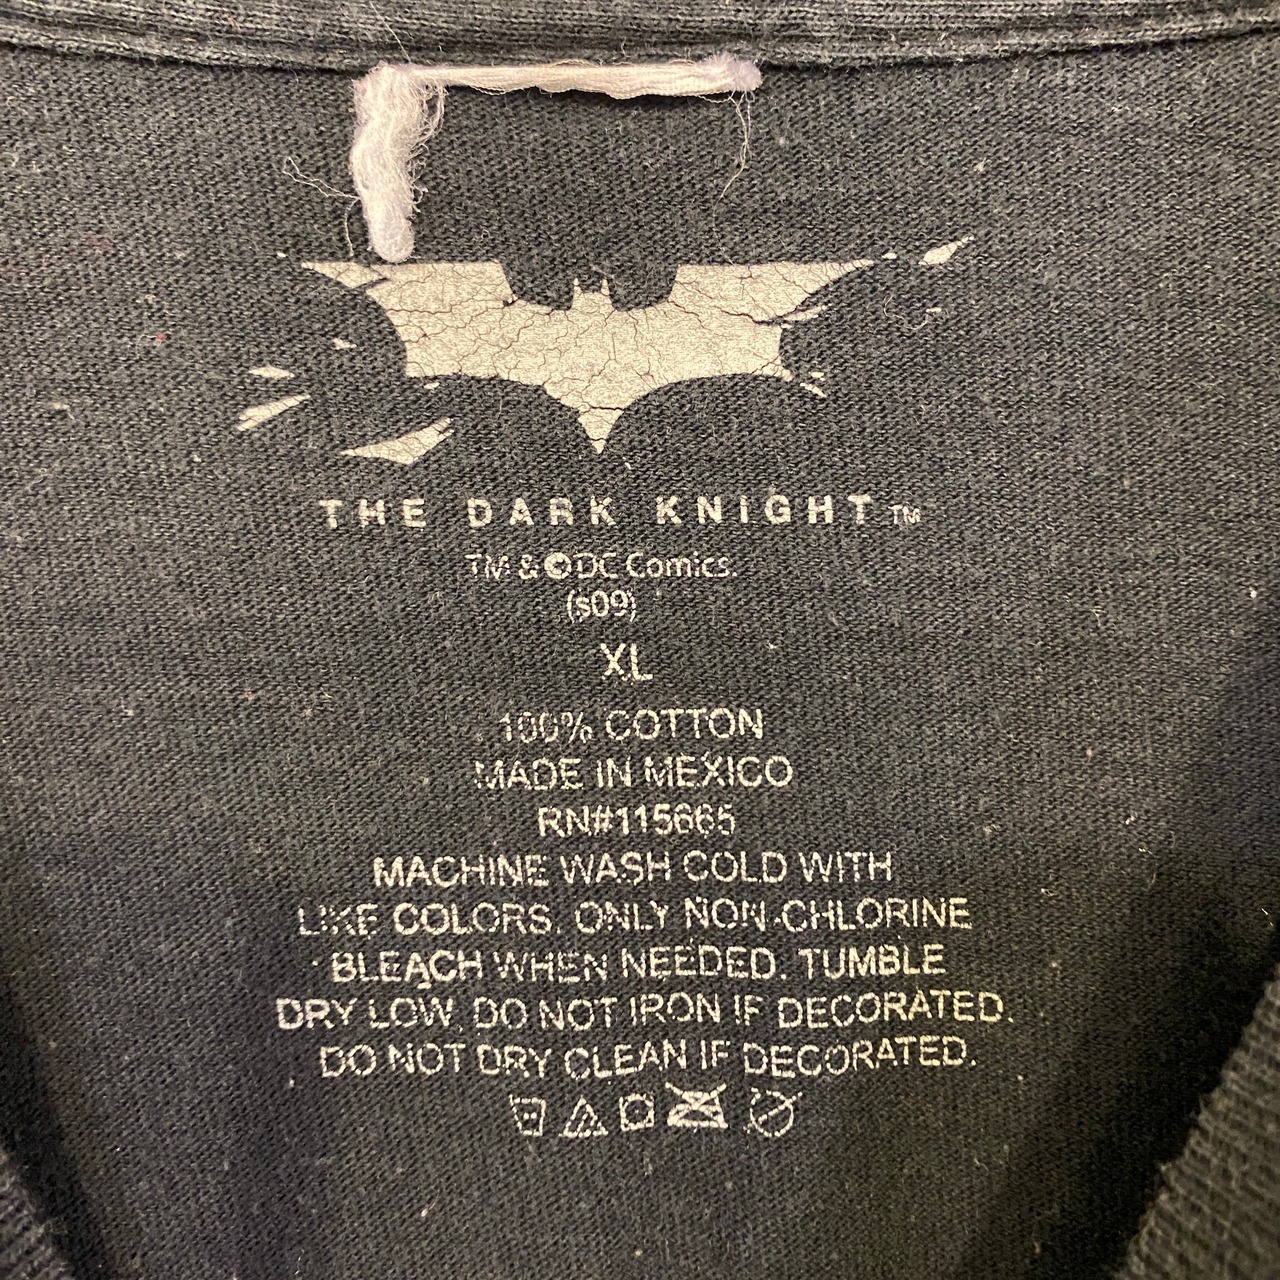 THE DARK KNIGHT™
TM & © DC Comics.
(s09)
XL
100% COTTON
MADE IN MEXICO
RN#115665
MACHINE WASH COLD WITH
LIKE COLORS. ONLY NON-CHLORINE
BLEACH WHEN NEEDED. TUMBLE
DRY LOW. DO NOT IRON IF DECORATED.
DO NOT DRY CLEAN IF DECORATED.